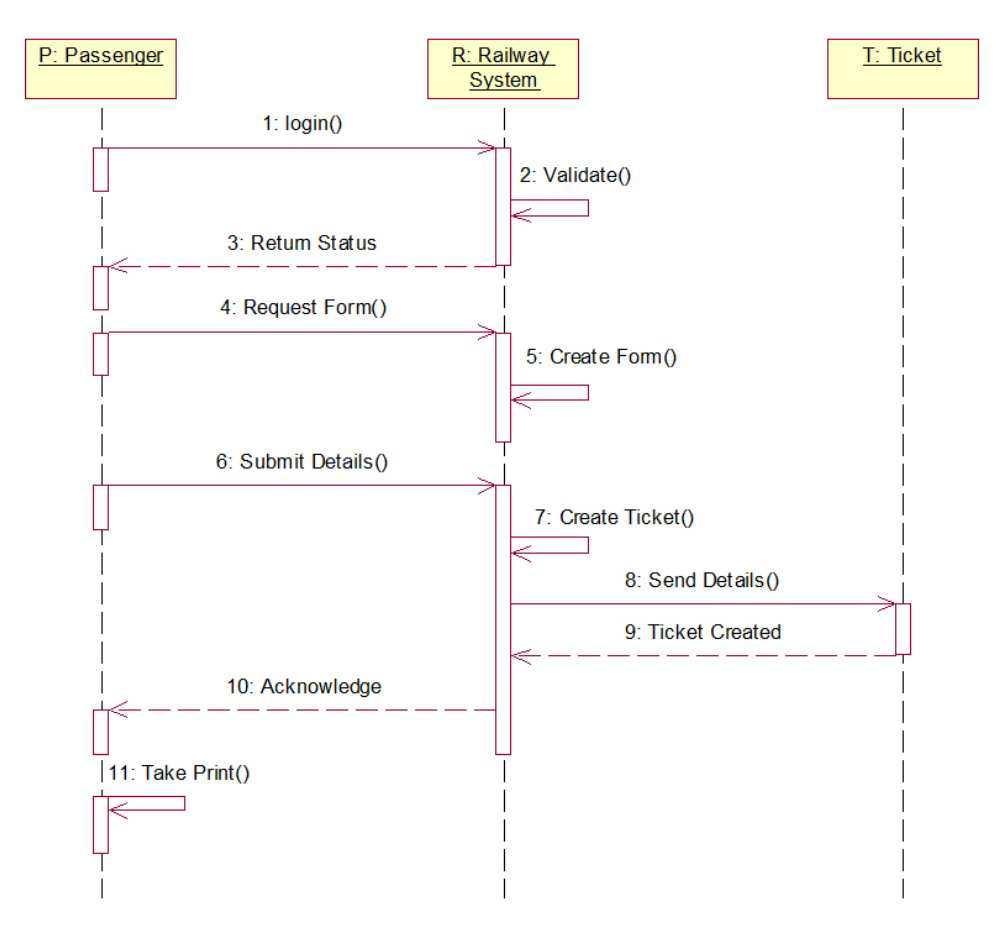 P: Passenger
R: Railway
System
T: Ticket
1: login()
2: Validate()
3: Return Status
4: Request Form()
5: Create Form()
6: Submit Details()
7: Create Ticket()
8: Send Details()
9: Ticket Created
10: Acknowledge
11: Take Print()